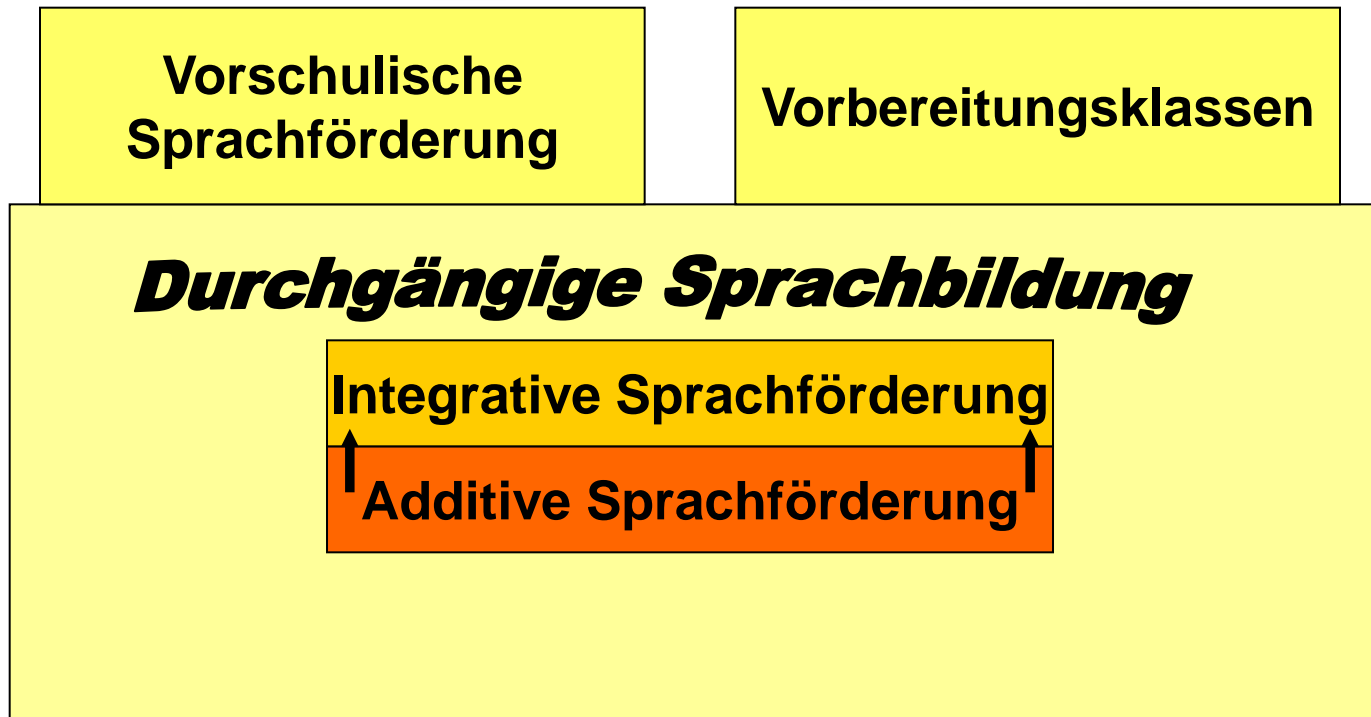 Vorschulische
Sprachförderung
Vorbereitungsklassen
Durchgängige Sprachbildung
Integrative Sprachförderung
Additive Sprachförderung